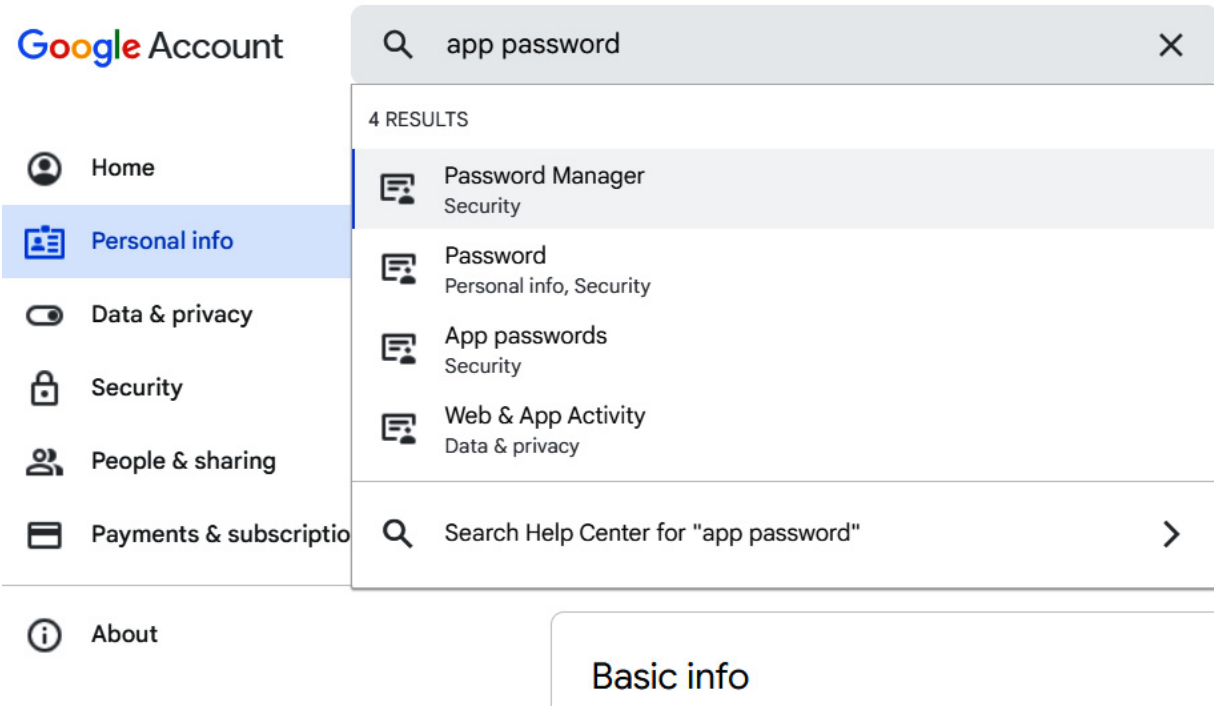 Google Account
app password
4 RESULTS
Home
Password Manager
Security
Personal info
Password
Personal info, Security
Data & privacy
App passwords
Security
Security
Web & App Activity
Data & privacy
People & sharing
Payments & subscriptio
Search Help Center for "app password"
About
Basic info